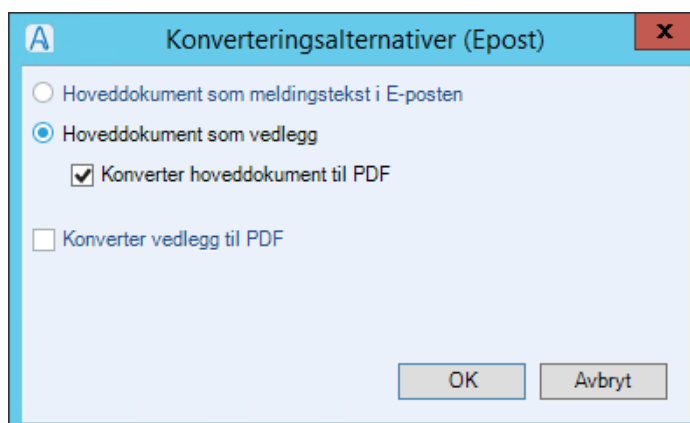 A
Konverteringsalternativer (Epost)
x
Hoveddokument som meldingstekst i E-posten
Hoveddokument som vedlegg
Konverter hoveddokument til PDF
Konverter vedlegg til PDF
OK Avbryt